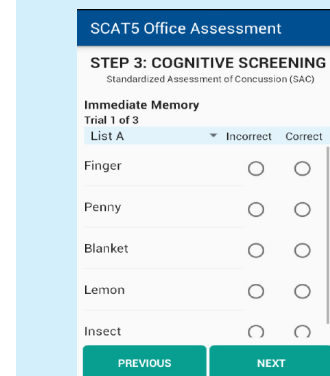 SCAT5 Office Assessment
STEP 3: COGNITIVE SCREENING
Standardized Assessment of Concussion (SAC)
Immediate Memory
Trial 1 of 3
List A Incorrect Correct
Finger
Penny
Blanket
Lemon
Insect
PREVIOUS NEXT